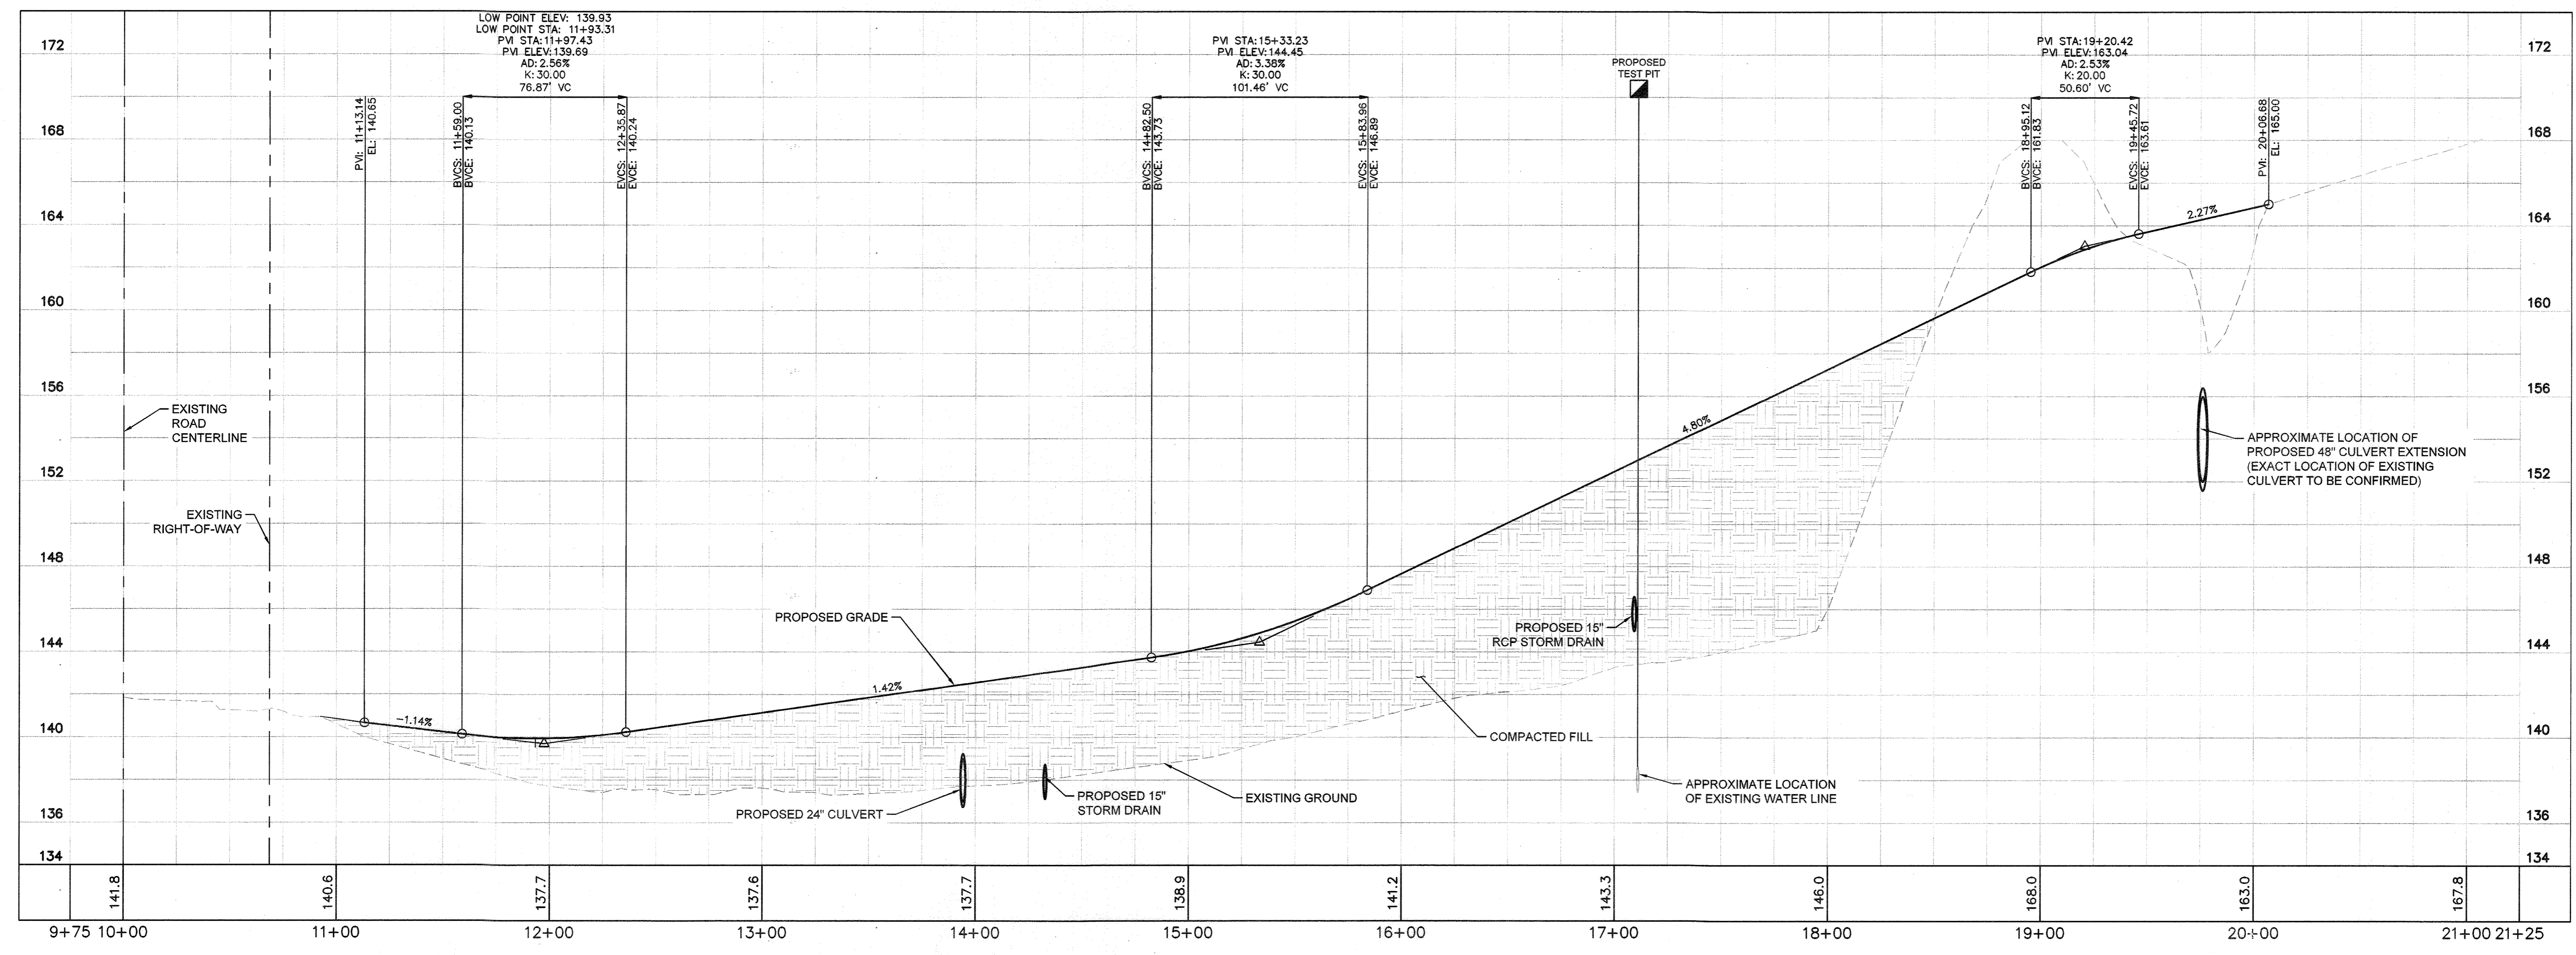 LOW POINT ELEV: 139.93
LOW POINT STA: 11+93.31
PVI STA:11+97.43
PVI ELEV:139.69
AD: 2.56%
K: 30.00
76.87' VC
PVI STA:15+33.23
PVI ELEV:144.45
AD: 3.38%
K: 30.00
101.46' VC
PROPOSED
TEST PIT
PVI STA:19+20.42
PVI ELEV:163.04
AD: 2.53%
K: 20.00
50.60' VC
PVI: 11+13.14
EL: 140.65
BVCS: 11+59.00
BVCE: 140.13
EVCS: 12+35.87
EVCE: 140.24
BVCS: 14+82.50
BVCE: 143.73
EVCS: 15+83.96
EVCE: 146.89
BVCS: 18+95.12
BVCE: 161.83
EVCS: 19+45.72
EVCE: 163.61
PVI: 20+06.68
EL: 165.00
172
168
164
160
156
152
148
144
140
136
134
172
168
164
160
156
152
148
144
140
136
134
EXISTING
ROAD
CENTERLINE
EXISTING
RIGHT-OF-WAY
-1.14%
1.42%
4.80%
2.27%
PROPOSED GRADE
PROPOSED 24" CULVERT
PROPOSED 15"
STORM DRAIN
EXISTING GROUND
COMPACTED FILL
PROPOSED 15"
RCP STORM DRAIN
APPROXIMATE LOCATION
OF EXISTING WATER LINE
APPROXIMATE LOCATION OF
PROPOSED 48" CULVERT EXTENSION
(EXACT LOCATION OF EXISTING
CULVERT TO BE CONFIRMED)
141.8
140.6
137.7
137.6
137.7
138.9
141.2
143.3
146.0
168.0
163.0
167.8
9+75 10+00 11+00 12+00 13+00 14+00 15+00 16+00 17+00 18+00 19+00 20+00 21+00 21+25